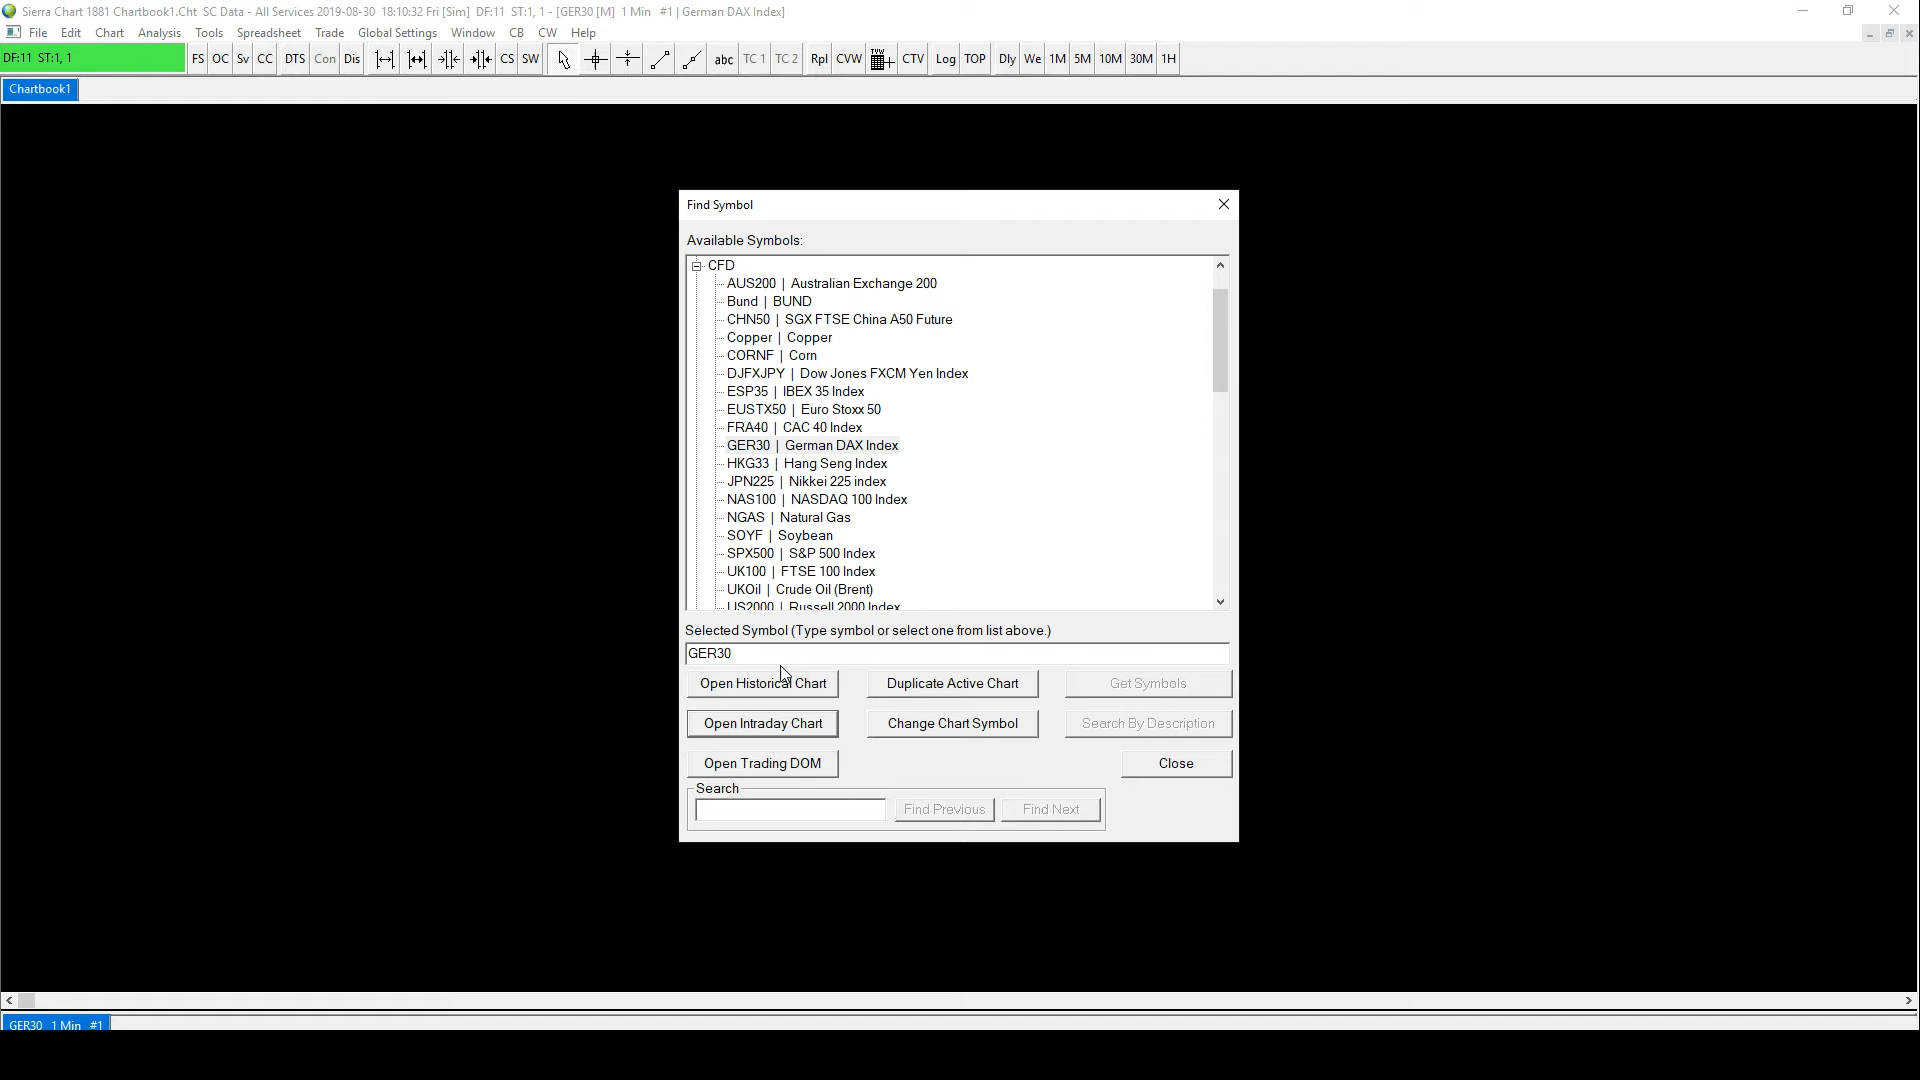 Sierra Chart 1881 Chartbook1.Cht  SC Data - All Services 2019-08-30  18:10:32 Fri [Sim]  DF:11  ST:1, 1 - [GER30 [M]  1 Min   #1 | German DAX Index]
File Edit Chart Analysis Tools Spreadsheet Trade Global Settings Window CB CW Help
DF:11  ST:1, 1 FS OC Sv CC DTS Con Dis CS SW abc TC 1 TC 2 Rpl CVW TVW CTV Log TOP Dly We 1M 5M 10M 30M 1H
Chartbook1
Find Symbol
Available Symbols:
CFD
AUS200 | Australian Exchange 200
Bund | BUND
CHN50 | SGX FTSE China A50 Future
Copper | Copper
CORNF | Corn
DJFXJPY | Dow Jones FXCM Yen Index
ESP35 | IBEX 35 Index
EUSTX50 | Euro Stoxx 50
FRA40 | CAC 40 Index
GER30 | German DAX Index
HKG33 | Hang Seng Index
JPN225 | Nikkei 225 index
NAS100 | NASDAQ 100 Index
NGAS | Natural Gas
SOYF | Soybean
SPX500 | S&P 500 Index
UK100 | FTSE 100 Index
UKOil | Crude Oil (Brent)
US2000 | Russell 2000 Index
Selected Symbol (Type symbol or select one from list above.)
GER30
Open Historical Chart Duplicate Active Chart Get Symbols
Open Intraday Chart Change Chart Symbol Search By Description
Open Trading DOM Close
Search
Find Previous Find Next
GER30  1 Min  #1